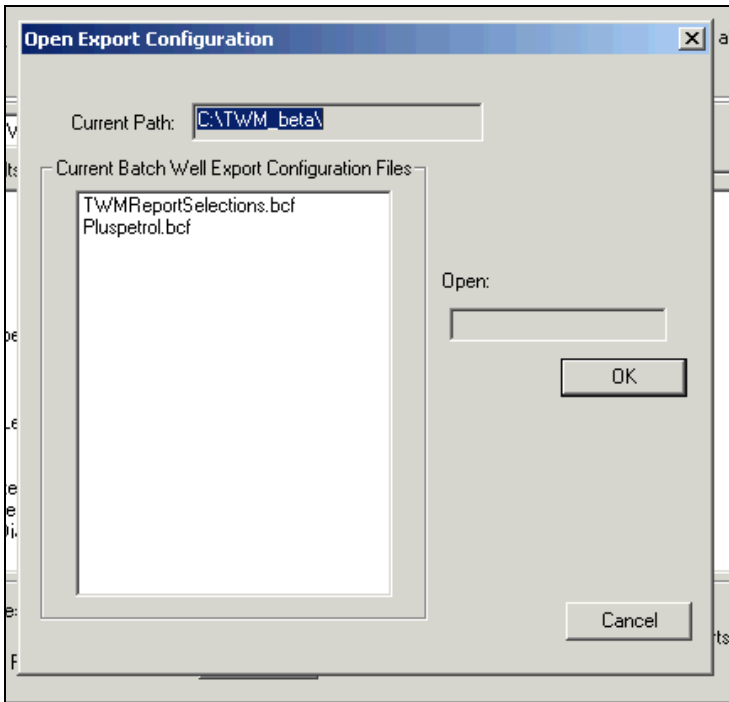 Open Export Configuration
Current Path: C:\TWM_beta\
Current Batch Well Export Configuration Files
TWMReportSelections.bcf
Pluspetrol.bcf
Open:
OK
Cancel